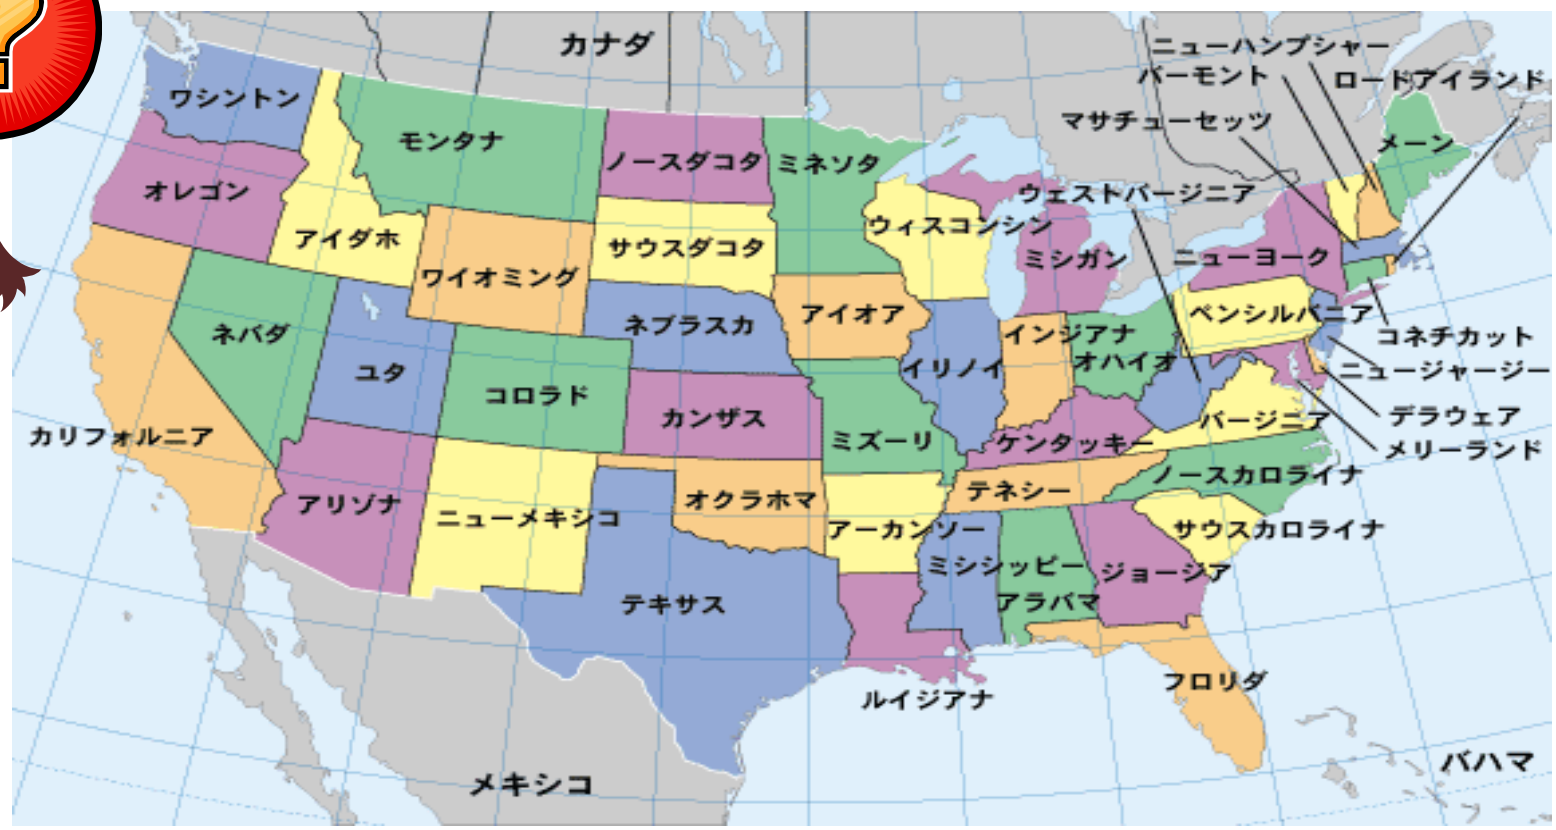 カナダ
ニューハンプシャー
バーモント
ロードアイランド
マサチューセッツ
メーン
ワシントン
モンタナ
ノースダコタ
ミネソタ
オレゴン
ウェストバージニア
アイダホ
ウィスコンシン
サウスダコタ
ワイオミング
ミシガン
ニューヨーク
ネバダ
ネブラスカ
アイオア
インジアナ
ペンシルバニア
コネチカット
ユタ
コロラド
イリノイ
オハイオ
ニュージャージー
カンザス
デラウェア
カリフォルニア
ミズーリ
ケンタッキー
バージニア
メリーランド
アリゾナ
ニューメキシコ
オクラホマ
テネシー
ノースカロライナ
アーカンソー
サウスカロライナ
テキサス
ミシシッピー
ジョージア
アラバマ
ルイジアナ
フロリダ
メキシコ
バハマ